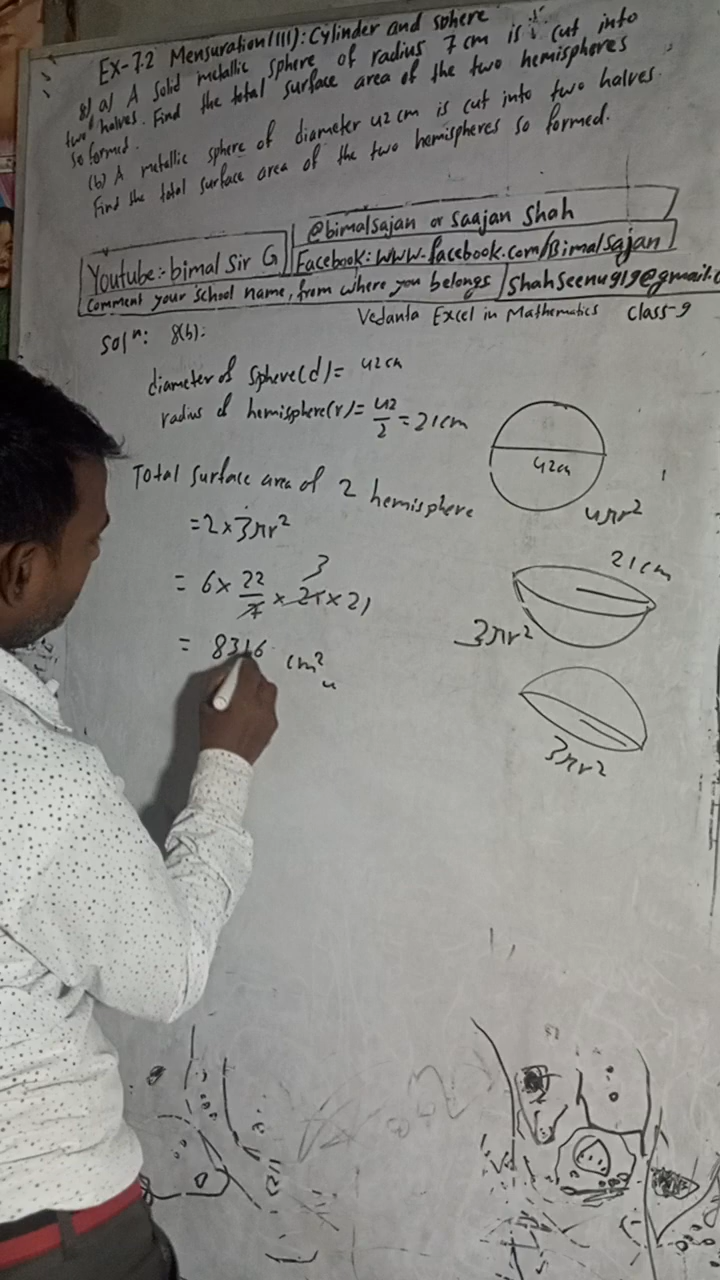 Ex-7.2 Mensuration(III): Cylinder and sphere
8) a) A solid metallic sphere of radius 7 cm is cut into
two halves. Find the total surface area of the two hemispheres
so formed.
(b) A metallic sphere of diameter 42 cm is cut into two halves.
Find the total surface area of the two hemispheres so formed.
@bimalsajan or Saajan Shah
Youtube:- bimal Sir G
Facebook: www.facebook.com/Bimalsajan
Comment your school name, from where you belongs
Shahseenu919@gmail.c
Vedanta Excel in Mathematics Class-9
Solⁿ: 8(b):
diameter of sphere(d) = 42cm
radius of hemisphere(r) = 42/2 = 21cm
42cm
Total surface area of 2 hemisphere
4πr²
= 2 × 3πr²
21cm
= 6 × 22/7 × 21 × 21
3
3πr²
= 8316 cm²
3πr²